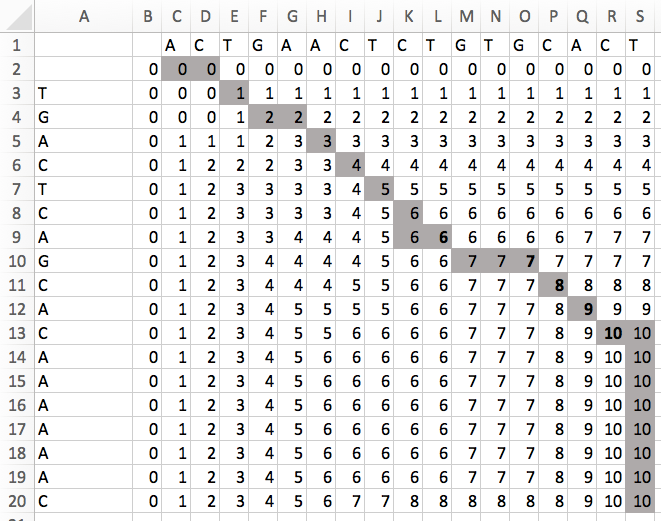 A B C D E F G H I J K L M N O P Q R S
1 A C T G A A C T C T G T G C A C T
2 0 0 0 0 0 0 0 0 0 0 0 0 0 0 0 0 0 0
3 T 0 0 0 1 1 1 1 1 1 1 1 1 1 1 1 1 1 1
4 G 0 0 0 1 2 2 2 2 2 2 2 2 2 2 2 2 2 2
5 A 0 1 1 1 2 3 3 3 3 3 3 3 3 3 3 3 3 3
6 C 0 1 2 2 2 3 3 4 4 4 4 4 4 4 4 4 4 4
7 T 0 1 2 3 3 3 3 4 5 5 5 5 5 5 5 5 5 5
8 C 0 1 2 3 3 3 3 4 5 6 6 6 6 6 6 6 6 6
9 A 0 1 2 3 3 4 4 4 5 6 6 6 6 6 6 7 7 7
10 G 0 1 2 3 4 4 4 4 5 6 6 7 7 7 7 7 7 7
11 C 0 1 2 3 4 4 4 5 5 6 6 7 7 7 8 8 8 8
12 A 0 1 2 3 4 5 5 5 5 6 6 7 7 7 8 9 9 9
13 C 0 1 2 3 4 5 5 6 6 6 6 7 7 7 8 9 10 10
14 A 0 1 2 3 4 5 6 6 6 6 6 7 7 7 8 9 10 10
15 A 0 1 2 3 4 5 6 6 6 6 6 7 7 7 8 9 10 10
16 A 0 1 2 3 4 5 6 6 6 6 6 7 7 7 8 9 10 10
17 A 0 1 2 3 4 5 6 6 6 6 6 7 7 7 8 9 10 10
18 A 0 1 2 3 4 5 6 6 6 6 6 7 7 7 8 9 10 10
19 A 0 1 2 3 4 5 6 6 6 6 6 7 7 7 8 9 10 10
20 C 0 1 2 3 4 5 6 7 7 8 8 8 8 8 8 9 10 10